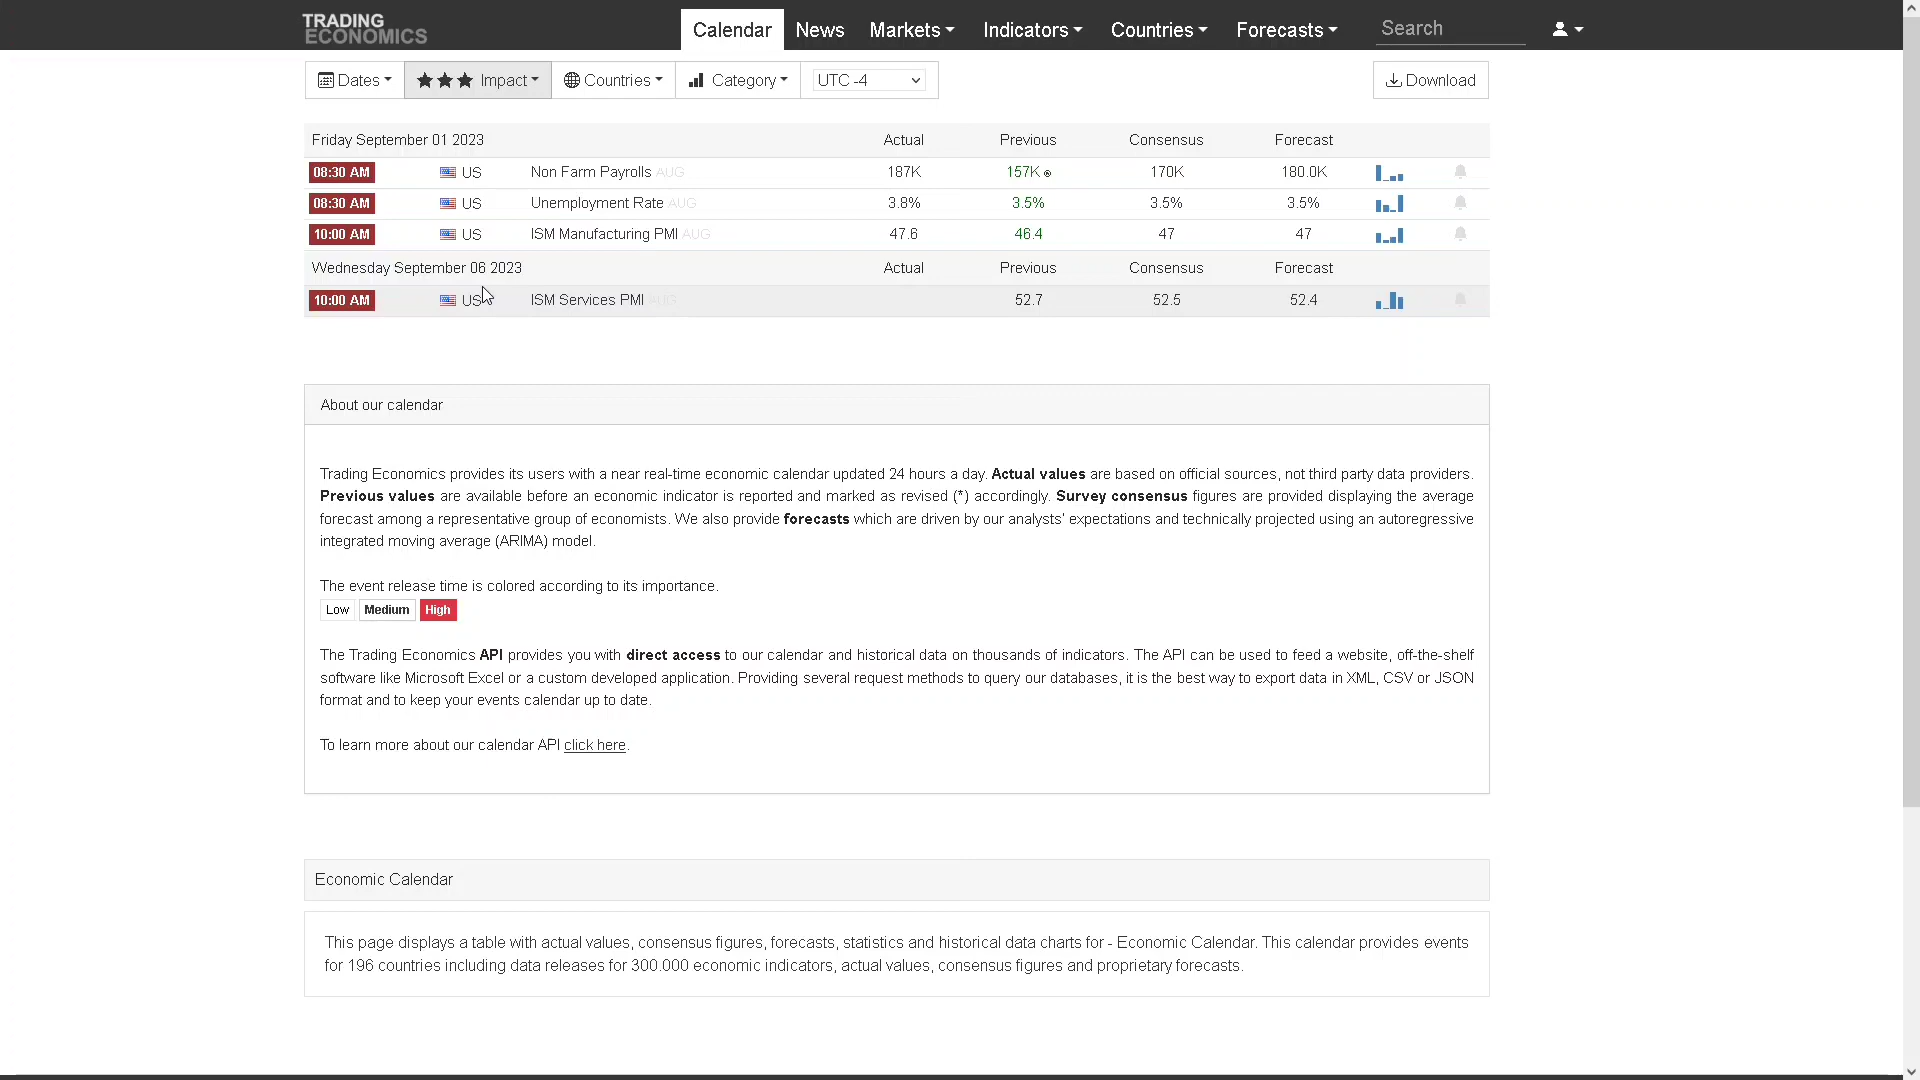 TRADING ECONOMICS Calendar News Markets Indicators Countries Forecasts Search
Dates Impact Countries Category UTC -4 Download
Friday September 01 2023 Actual Previous Consensus Forecast
08:30 AM US Non Farm Payrolls AUG 187K 157K 170K 180.0K
08:30 AM US Unemployment Rate AUG 3.8% 3.5% 3.5% 3.5%
10:00 AM US ISM Manufacturing PMI AUG 47.6 46.4 47 47
Wednesday September 06 2023 Actual Previous Consensus Forecast
10:00 AM US ISM Services PMI AUG 52.7 52.5 52.4
About our calendar
Trading Economics provides its users with a near real-time economic calendar updated 24 hours a day. Actual values are based on official sources, not third party data providers.
Previous values are available before an economic indicator is reported and marked as revised (*) accordingly. Survey consensus figures are provided displaying the average
forecast among a representative group of economists. We also provide forecasts which are driven by our analysts' expectations and technically projected using an autoregressive
integrated moving average (ARIMA) model.
The event release time is colored according to its importance.
Low Medium High
The Trading Economics API provides you with direct access to our calendar and historical data on thousands of indicators. The API can be used to feed a website, off-the-shelf
software like Microsoft Excel or a custom developed application. Providing several request methods to query our databases, it is the best way to export data in XML, CSV or JSON
format and to keep your events calendar up to date.
To learn more about our calendar API click here.
Economic Calendar
This page displays a table with actual values, consensus figures, forecasts, statistics and historical data charts for - Economic Calendar. This calendar provides events
for 196 countries including data releases for 300.000 economic indicators, actual values, consensus figures and proprietary forecasts.